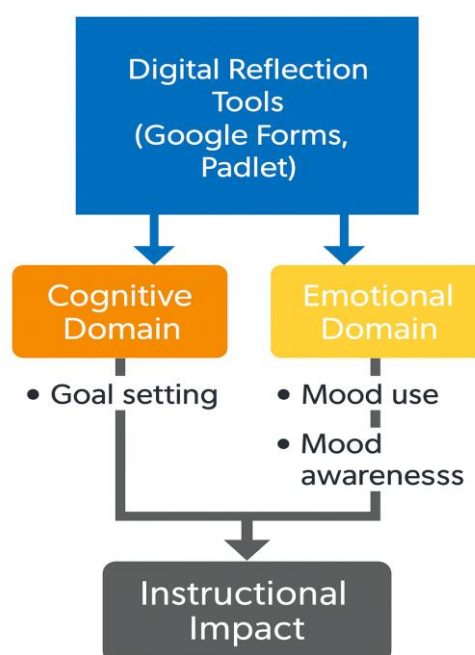 Digital Reflection
Tools
(Google Forms,
Padlet)
Cognitive
Domain
Emotional
Domain
• Goal setting
• Mood use
• Mood
awarenesss
Instructional
Impact